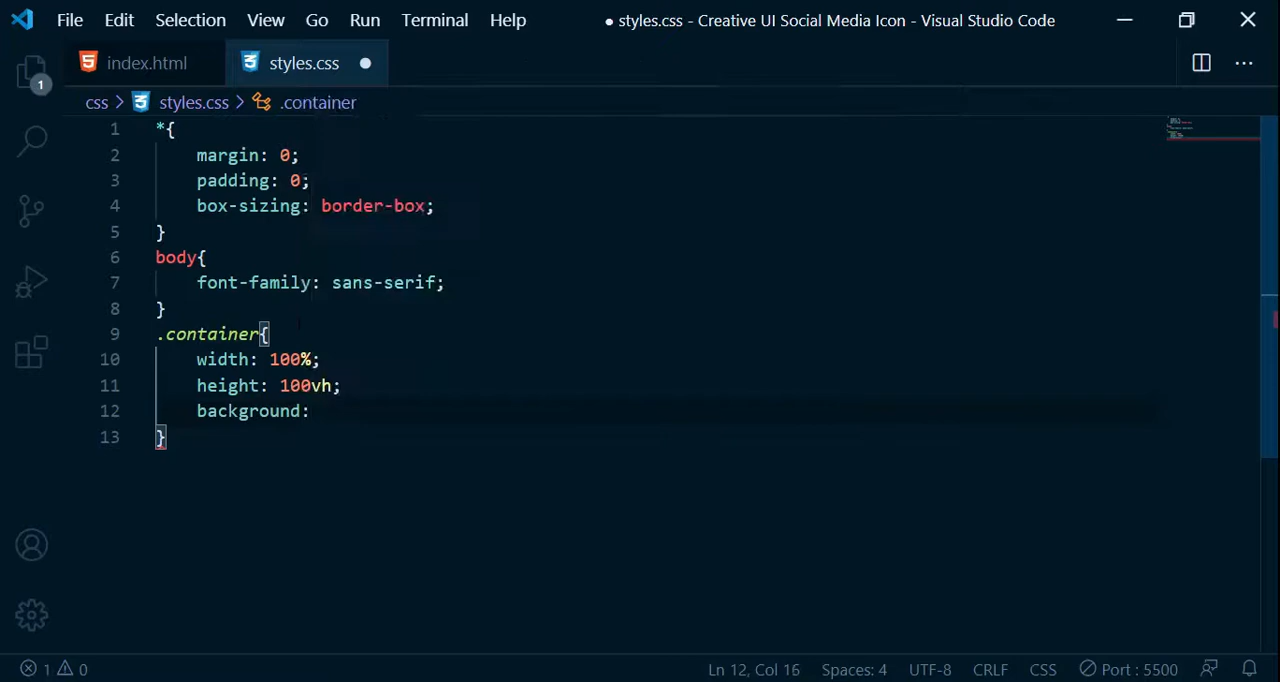 File Edit Selection View Go Run Terminal Help ● styles.css - Creative UI Social Media Icon - Visual Studio Code
index.html styles.css
css > styles.css > .container
1 *{
2 margin: 0;
3 padding: 0;
4 box-sizing: border-box;
5 }
6 body{
7 font-family: sans-serif;
8 }
9 .container{
10 width: 100%;
11 height: 100vh;
12 background:
13 }
1
1 0 Ln 12, Col 16 Spaces: 4 UTF-8 CRLF CSS Port : 5500